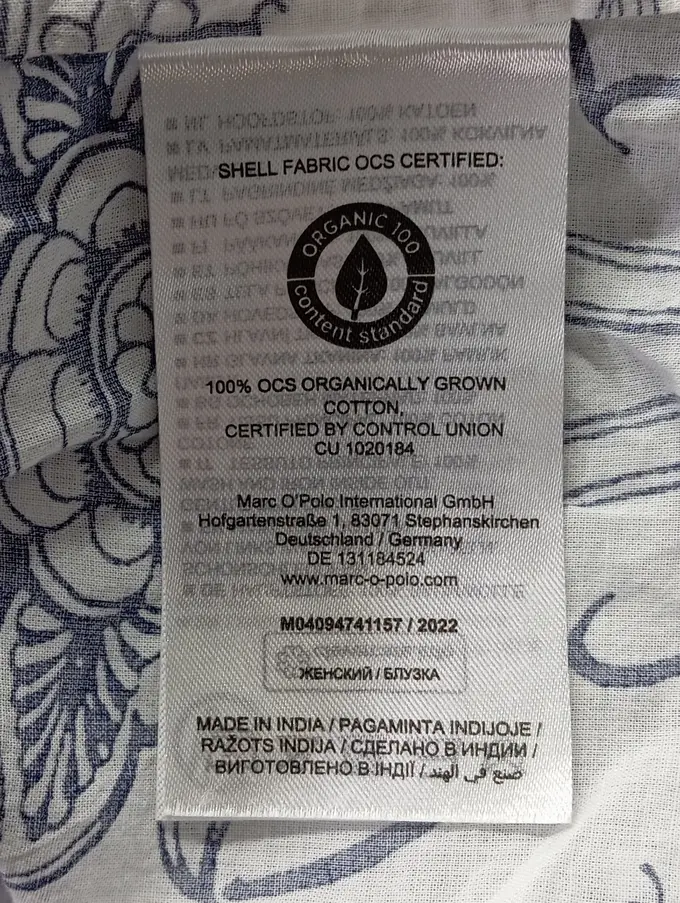 SHELL FABRIC OCS CERTIFIED:
ORGANIC 100
content standard
100% OCS ORGANICALLY GROWN
COTTON,
CERTIFIED BY CONTROL UNION
CU 1020184
Marc O'Polo International GmbH
Hofgartenstraße 1, 83071 Stephanskirchen
Deutschland / Germany
DE 131184524
www.marc-o-polo.com
M04094741157 / 2022
ЖЕНСКИЙ / БЛУЗКА
MADE IN INDIA / PAGAMINTA INDIJOJE /
RAŽOTS INDIJA / СДЕЛАНО В ИНДИИ /
ВИГОТОВЛЕНО В ІНДІЇ / صنع في الهند